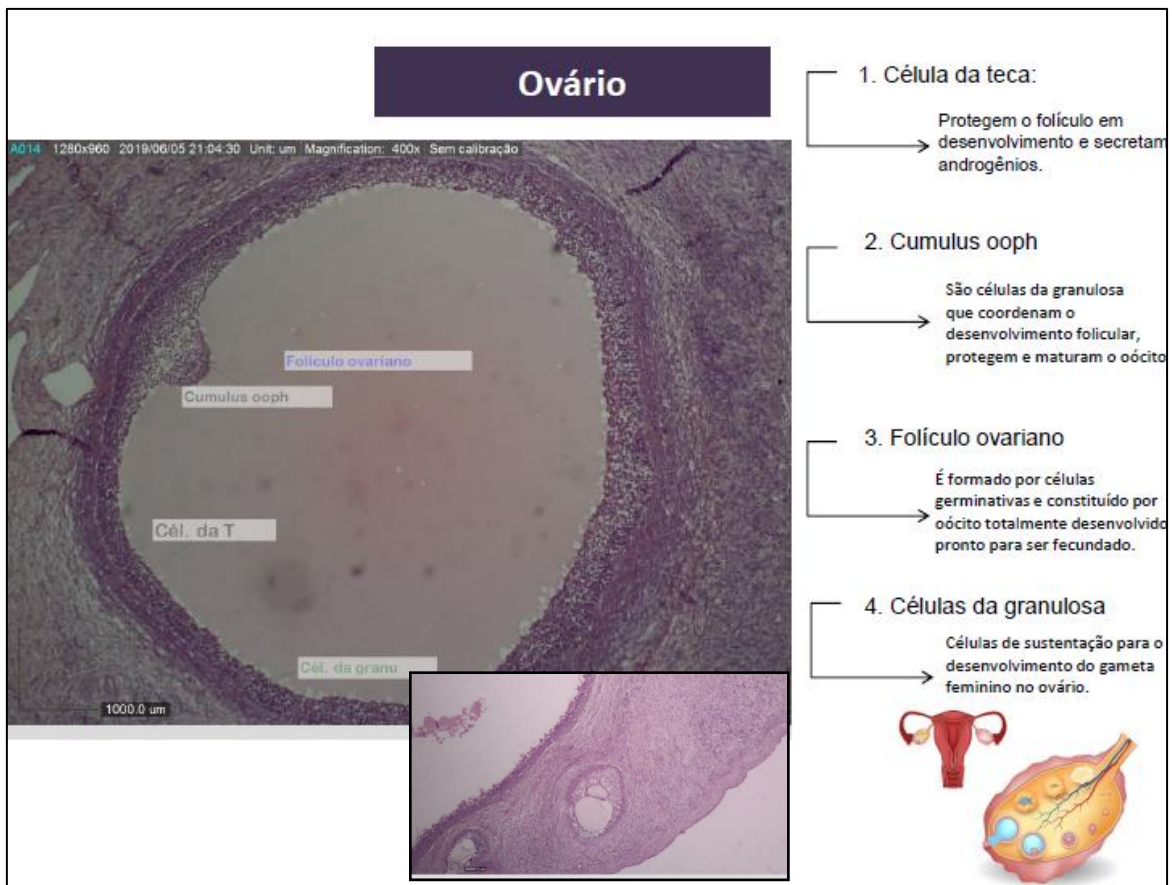 Ovário
A014 1280x960 2019/06/05 21:04:30 Unit: um Magnification: 400x Sem calibração
Folículo ovariano
Cumulus ooph
Cél. da T
Cél. da granu
1000.0 um
1. Célula da teca:
Protegem o folículo em
desenvolvimento e secretam
androgênios.
2. Cumulus ooph
São células da granulosa
que coordenam o
desenvolvimento folicular,
protegem e maturam o oócito
3. Folículo ovariano
É formado por células
germinativas e constituído por
oócito totalmente desenvolvido
pronto para ser fecundado.
4. Células da granulosa
Células de sustentação para o
desenvolvimento do gameta
feminino no ovário.